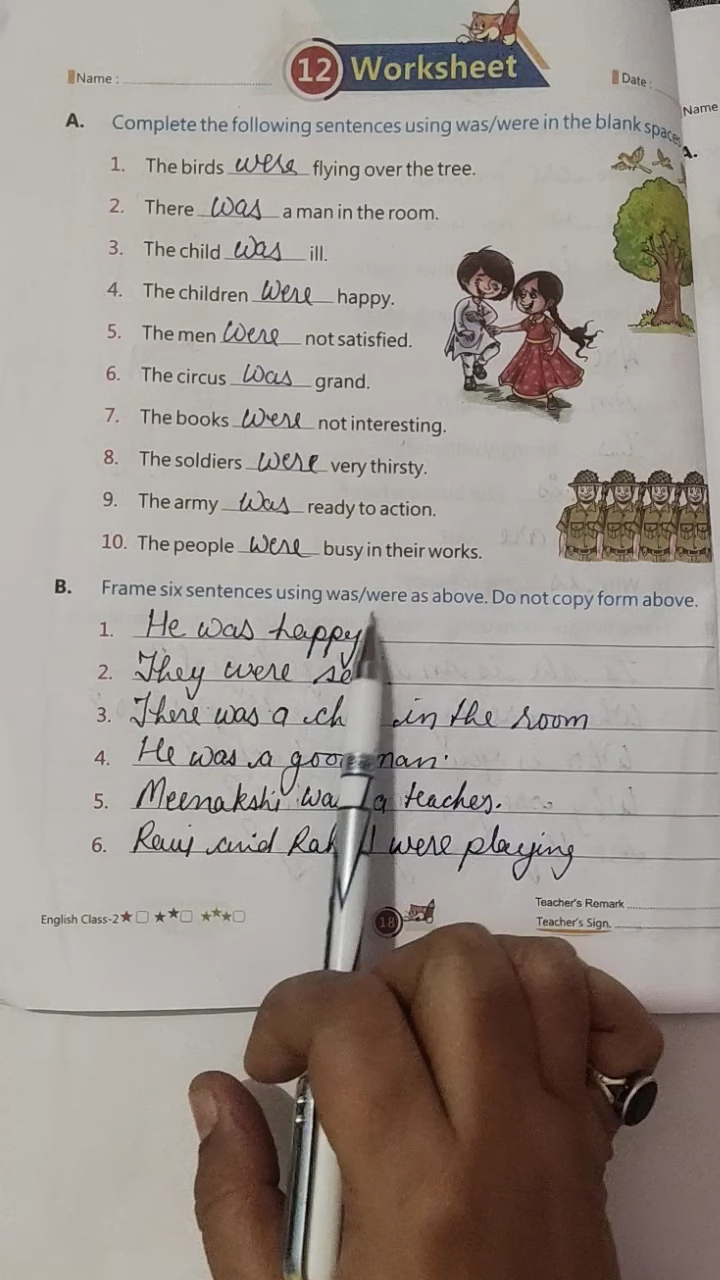 12 Worksheet
Name :
Date :
Name
A. Complete the following sentences using was/were in the blank space
A.
1. The birds were flying over the tree.
2. There was a man in the room.
3. The child was ill.
4. The children were happy.
5. The men were not satisfied.
6. The circus was grand.
7. The books were not interesting.
8. The soldiers were very thirsty.
9. The army was ready to action.
10. The people were busy in their works.
B. Frame six sentences using was/were as above. Do not copy form above.
1. He was happy
2. They were
3. There was a in the room
4. He was a man.
5. Meenakshi was a teacher.
6. and were playing
Teacher's Remark
English Class-2
18
Teacher's Sign.